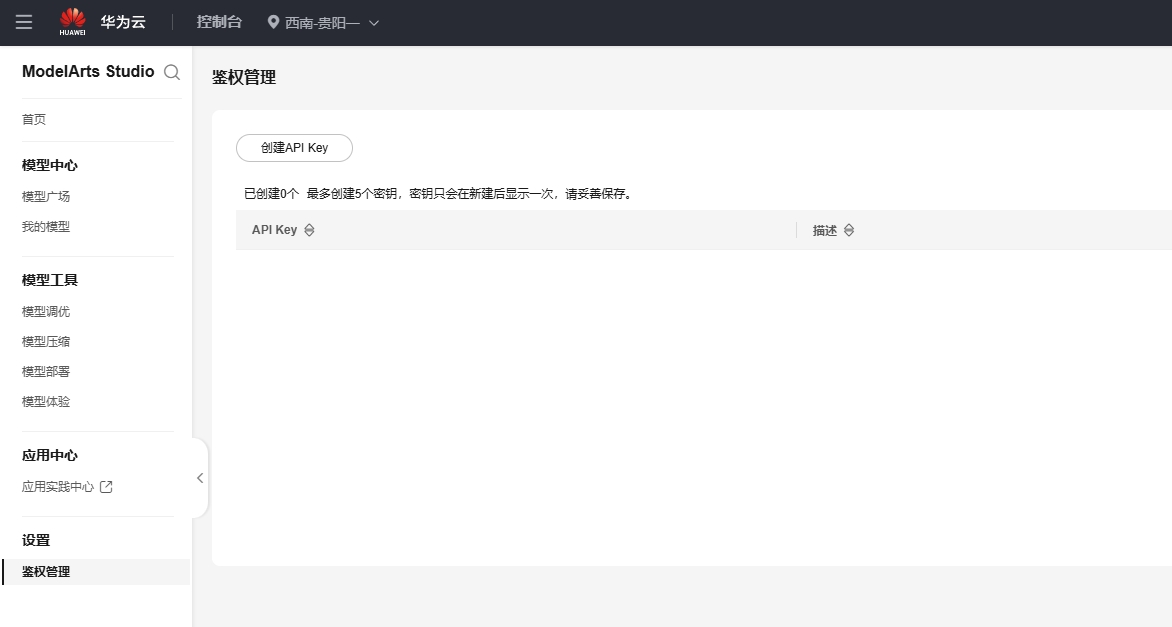 HUAWEI
华为云
控制台
西南-贵阳一
ModelArts Studio
首页
模型中心
模型广场
我的模型
模型工具
模型调优
模型压缩
模型部署
模型体验
应用中心
应用实践中心
设置
鉴权管理
鉴权管理
创建API Key
已创建0个 最多创建5个密钥，密钥只会在新建后显示一次，请妥善保存。
API Key
描述